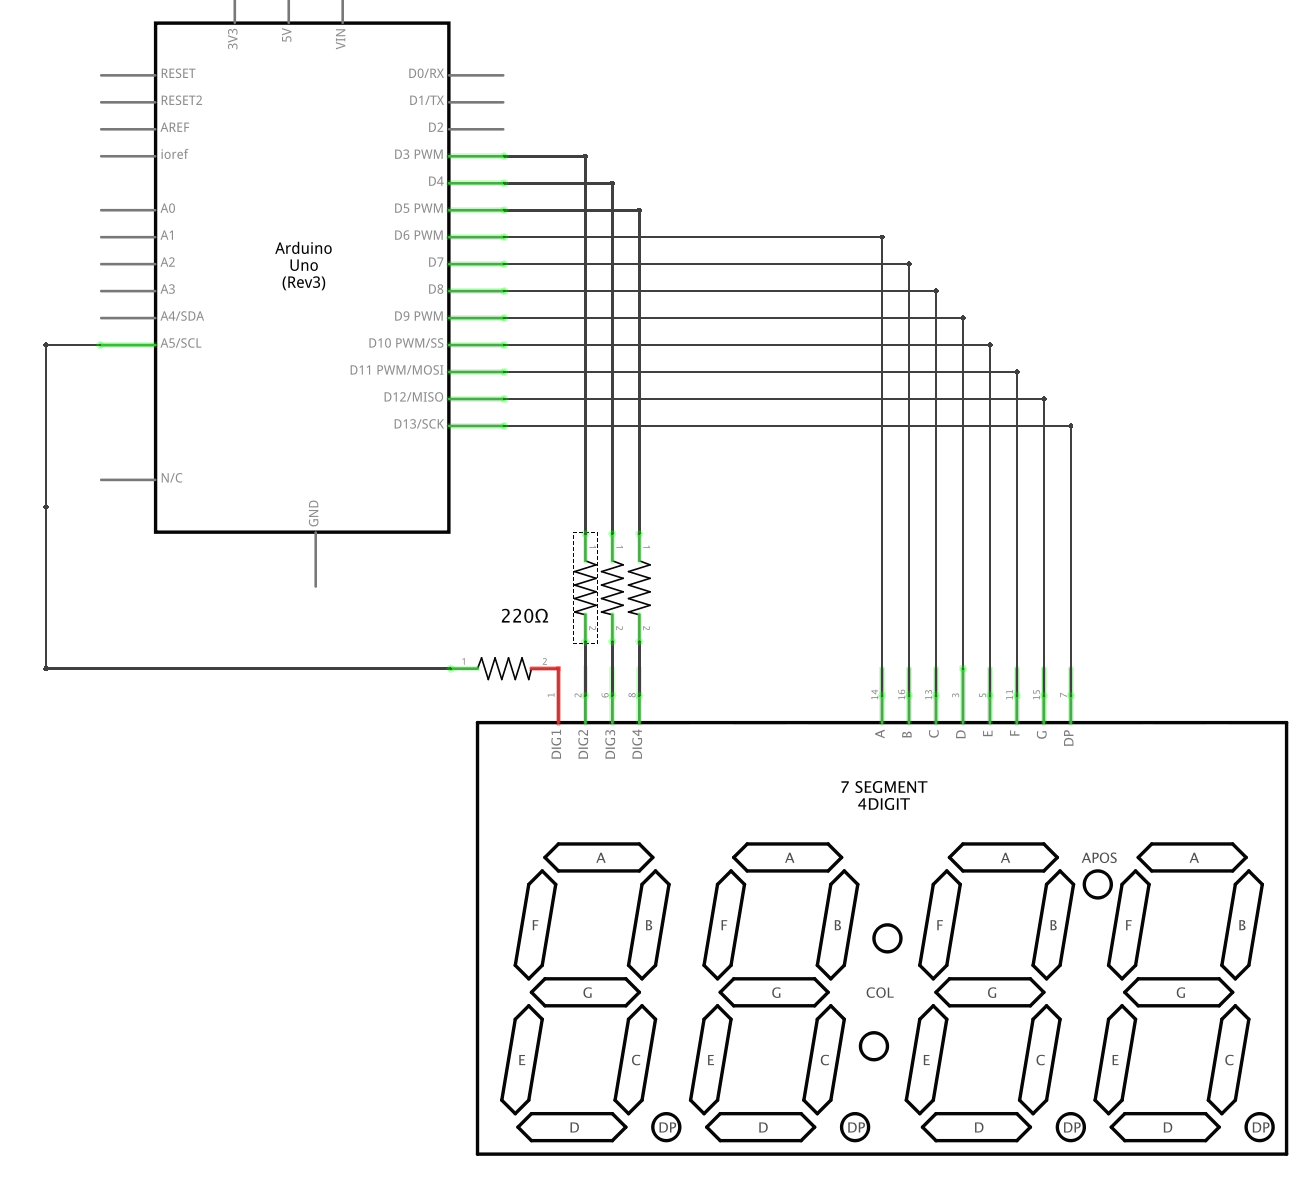 3V3
5V
VIN
RESET
D0/RX
RESET2
D1/TX
AREF
D2
ioref
D3 PWM
D4
A0
D5 PWM
A1
D6 PWM
A2
D7
A3
D8
A4/SDA
D9 PWM
A5/SCL
D10 PWM/SS
D11 PWM/MOSI
D12/MISO
D13/SCK
N/C
GND
Arduino
Uno
(Rev3)
1 1 1
2 2 2
220Ω
1 2
1 2 6 8 14 16 13 3 5 11 15 7
DIG1 DIG2 DIG3 DIG4 A B C D E F G DP
7 SEGMENT
4DIGIT
A A A APOS A
F B F B F B F B
G G COL G G
E C E C E C E C
D DP D DP D DP D DP